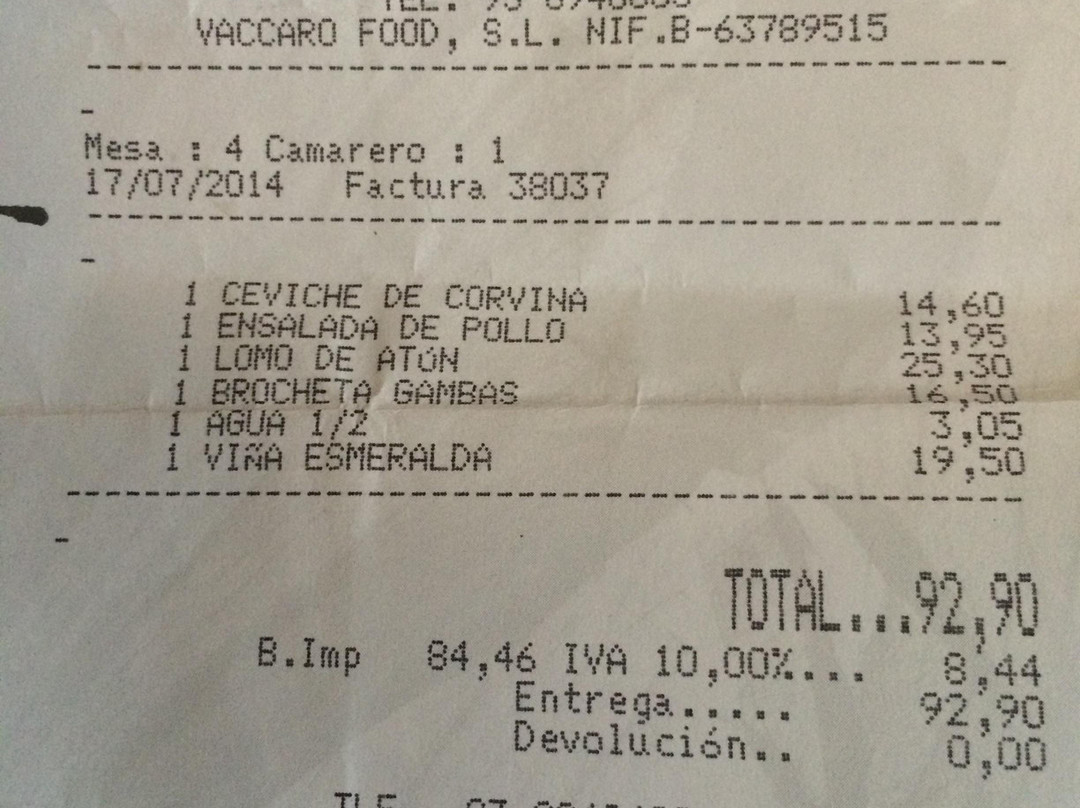 VACCARO FOOD, S.L. NIF.B-63789515
-
Mesa : 4 Camarero : 1
17/07/2014 Factura 38037
-
1 CEVICHE DE CORVINA 14,60
1 ENSALADA DE POLLO 13,95
1 LOMO DE ATÚN 25,30
1 BROCHETA GAMBAS 16,50
1 AGUA 1/2 3,05
1 VIÑA ESMERALDA 19,50
-
TOTAL...92,90
B.Imp 84,46 IVA 10,00%... 8,44
Entrega..... 92,90
Devolución.. 0,00